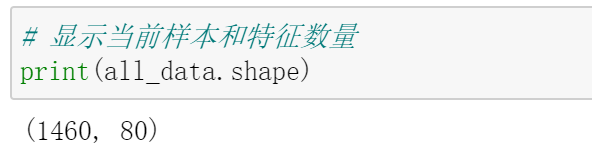 # 显示当前样本和特征数量
print(all_data.shape)
(1460, 80)